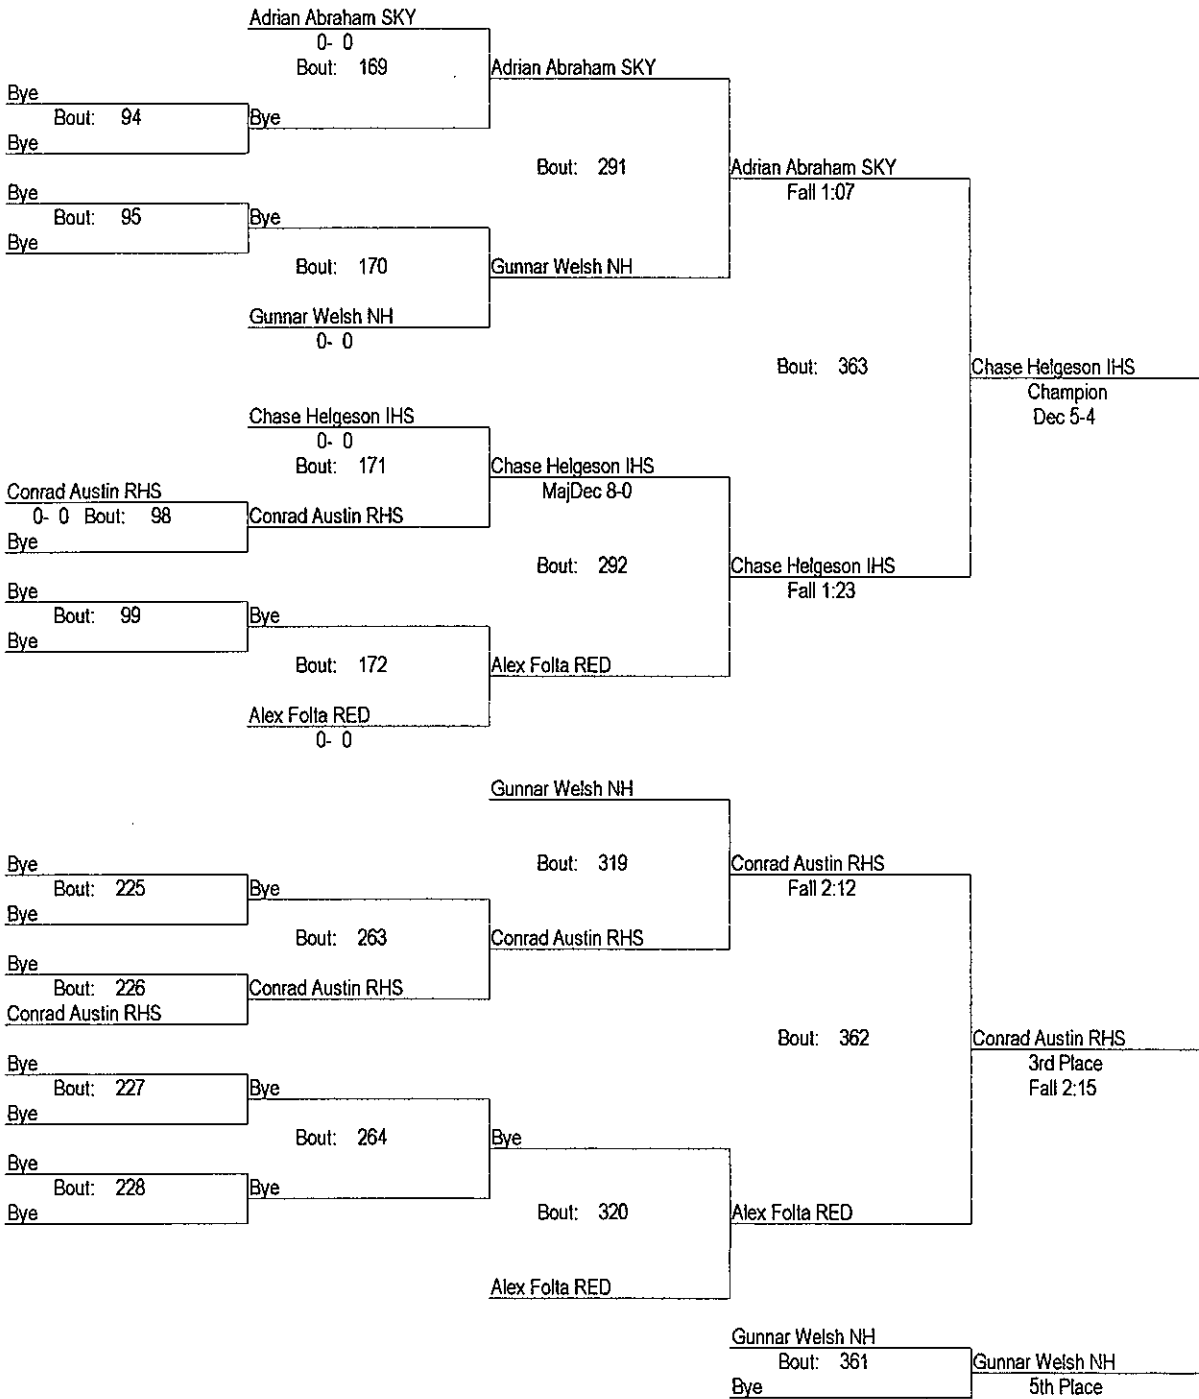 Adrian Abraham SKY
0- 0
Bout: 169
Adrian Abraham SKY
Bye
Bout: 94
Bye
Bye
Bout: 291
Adrian Abraham SKY
Fall 1:07
Bye
Bout: 95
Bye
Bye
Bout: 170
Gunnar Welsh NH
Gunnar Welsh NH
0- 0
Bout: 363
Chase Helgeson IHS
Champion
Dec 5-4
Chase Helgeson IHS
0- 0
Bout: 171
Chase Helgeson IHS
MajDec 8-0
Conrad Austin RHS
0- 0 Bout: 98
Conrad Austin RHS
Bye
Bout: 292
Chase Helgeson IHS
Fall 1:23
Bye
Bout: 99
Bye
Bye
Bout: 172
Alex Folta RED
Alex Folta RED
0- 0
Gunnar Welsh NH
Bout: 319
Conrad Austin RHS
Fall 2:12
Bye
Bout: 225
Bye
Bye
Bout: 263
Conrad Austin RHS
Bye
Bout: 226
Conrad Austin RHS
Conrad Austin RHS
Bout: 362
Conrad Austin RHS
3rd Place
Fall 2:15
Bye
Bout: 227
Bye
Bye
Bout: 264
Bye
Bye
Bout: 228
Bye
Bye
Bout: 320
Alex Folta RED
Alex Folta RED
Gunnar Welsh NH
Bout: 361
Gunnar Welsh NH
Bye
5th Place